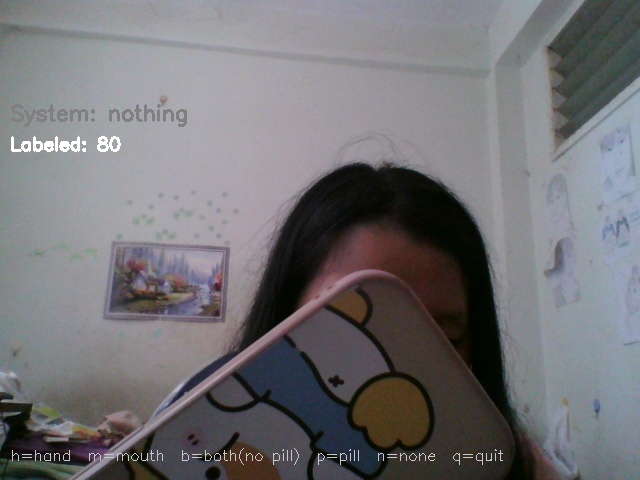 System: nothing
Labeled: 80
h=hand m=mouth b=both(no pill) p=pill n=none q=quit